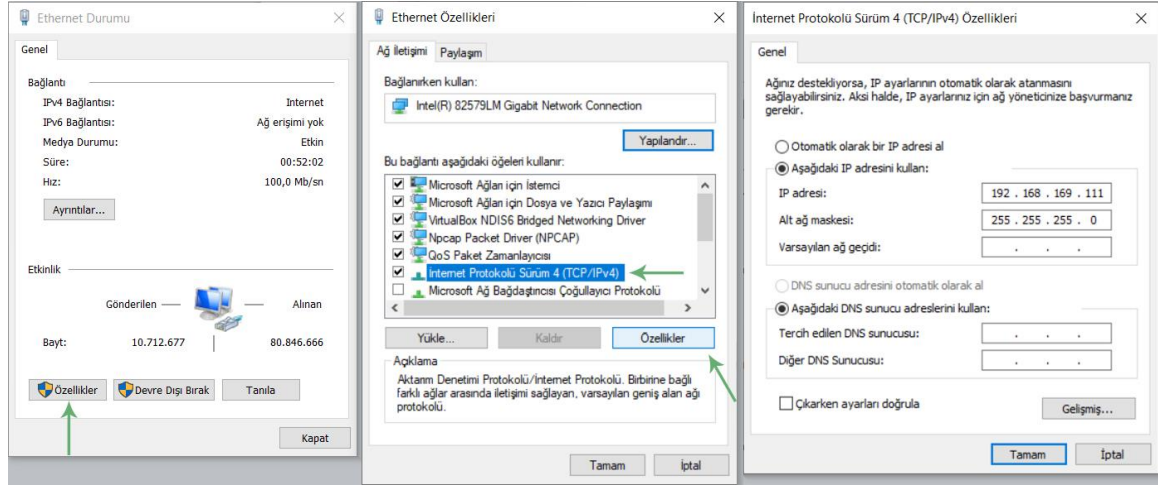 Ethernet Durumu
Genel
Bağlantı
IPv4 Bağlantısı: Internet
IPv6 Bağlantısı: Ağ erişimi yok
Medya Durumu: Etkin
Süre: 00:52:02
Hız: 100,0 Mb/sn
Ayrıntılar...
Etkinlik
Gönderilen — — Alınan
Bayt: 10.712.677 80.846.666
Özellikler Devre Dışı Bırak Tanıla
Kapat
Ethernet Özellikleri
Ağ İletişimi Paylaşım
Bağlanırken kullan:
Intel(R) 82579LM Gigabit Network Connection
Yapılandır...
Bu bağlantı aşağıdaki öğeleri kullanır:
Microsoft Ağları için İstemci
Microsoft Ağları için Dosya ve Yazıcı Paylaşımı
VirtualBox NDIS6 Bridged Networking Driver
Npcap Packet Driver (NPCAP)
QoS Paket Zamanlayıcısı
İnternet Protokolü Sürüm 4 (TCP/IPv4)
Microsoft Ağ Bağdaştırıcısı Çoğullayıcı Protokolü
Yükle... Kaldır Özellikler
Açıklama
Aktarım Denetimi Protokolü/İnternet Protokolü. Birbirine bağlı
farklı ağlar arasında iletişimi sağlayan, varsayılan geniş alan ağı
protokolü.
Tamam İptal
İnternet Protokolü Sürüm 4 (TCP/IPv4) Özellikleri
Genel
Ağınız destekliyorsa, IP ayarlarının otomatik olarak atanmasını
sağlayabilirsiniz. Aksi halde, IP ayarlarınız için ağ yöneticinize başvurmanız
gerekir.
Otomatik olarak bir IP adresi al
Aşağıdaki IP adresini kullan:
IP adresi: 192 . 168 . 169 . 111
Alt ağ maskesi: 255 . 255 . 255 . 0
Varsayılan ağ geçidi: . . .
DNS sunucu adresini otomatik olarak al
Aşağıdaki DNS sunucu adreslerini kullan:
Tercih edilen DNS sunucusu: . . .
Diğer DNS Sunucusu: . . .
Çıkarken ayarları doğrula
Gelişmiş...
Tamam İptal